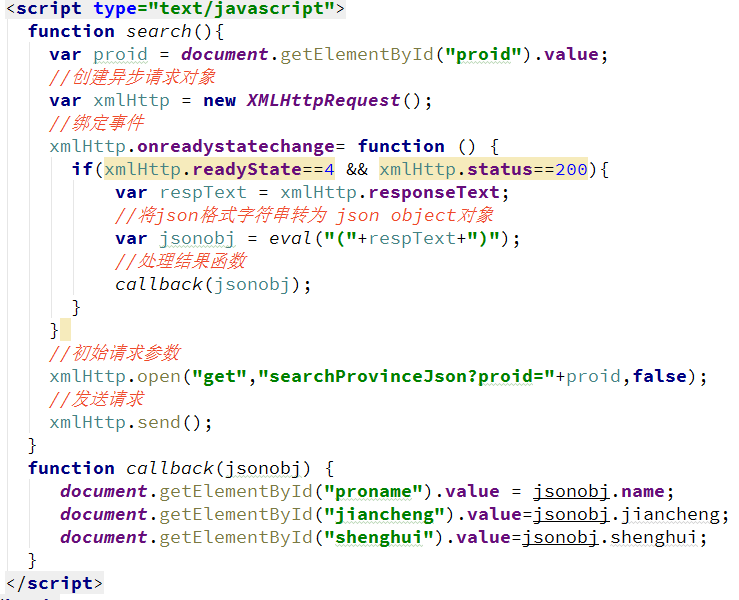 <script type="text/javascript">
function search(){
var proid = document.getElementById("proid").value;
//创建异步请求对象
var xmlHttp = new XMLHttpRequest();
//绑定事件
xmlHttp.onreadystatechange= function () {
if(xmlHttp.readyState==4 && xmlHttp.status==200){
var respText = xmlHttp.responseText;
//将json格式字符串转为 json object对象
var jsonobj = eval("("+respText+")");
//处理结果函数
callback(jsonobj);
}
}
//初始请求参数
xmlHttp.open("get","searchProvinceJson?proid="+proid,false);
//发送请求
xmlHttp.send();
}
function callback(jsonobj) {
document.getElementById("proname").value = jsonobj.name;
document.getElementById("jiancheng").value=jsonobj.jiancheng;
document.getElementById("shenghui").value=jsonobj.shenghui;
}
</script>